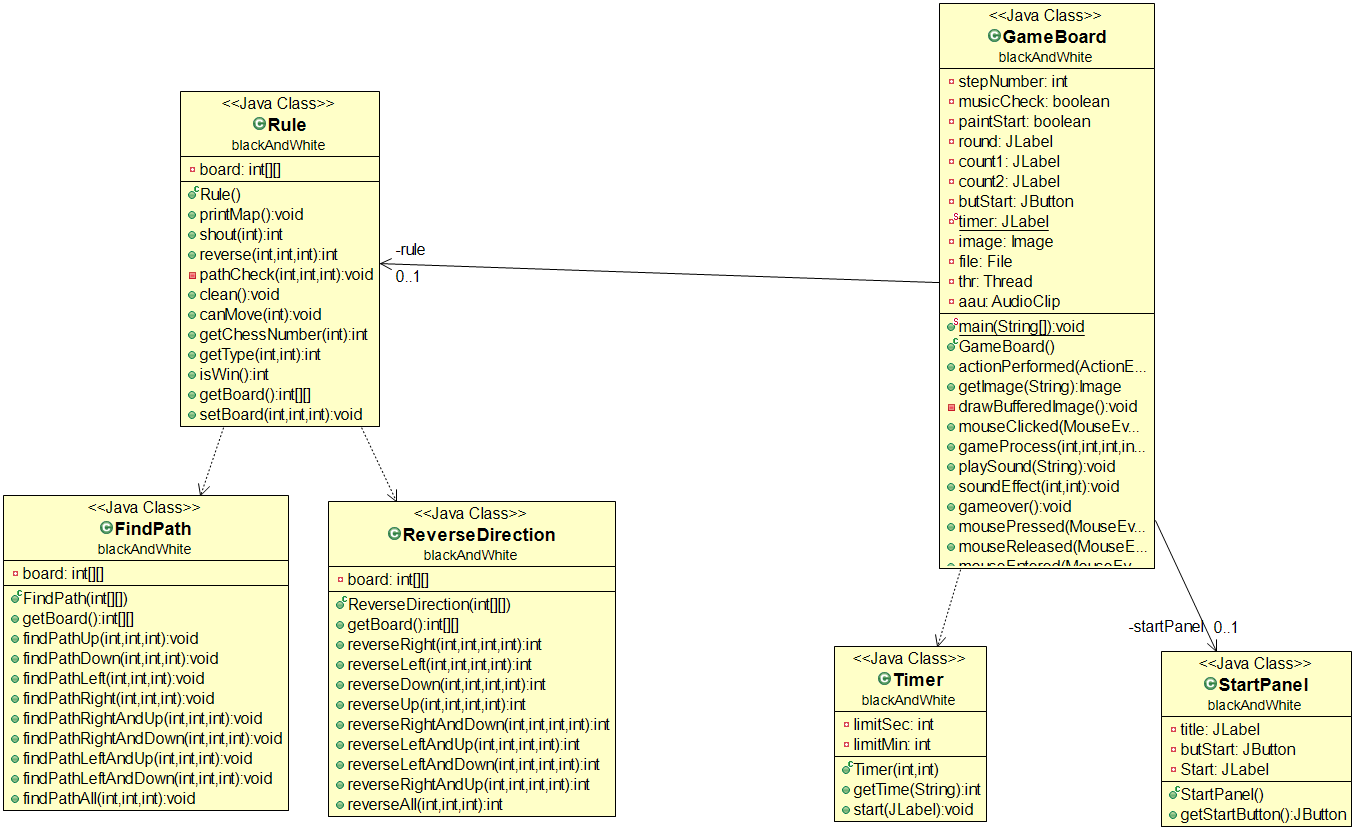 <<Java Class>>
GameBoard
blackAndWhite
stepNumber: int
musicCheck: boolean
paintStart: boolean
round: JLabel
count1: JLabel
count2: JLabel
butStart: JButton
timer: JLabel
image: Image
file: File
thr: Thread
aau: AudioClip
main(String[]):void
GameBoard()
actionPerformed(ActionE...
getImage(String):Image
drawBufferedImage():void
mouseClicked(MouseEv...
gameProcess(int,int,int,in...
playSound(String):void
soundEffect(int,int):void
gameover():void
mousePressed(MouseEv...
mouseReleased(MouseE...
mouseEntered(MouseEv...
<<Java Class>>
Rule
blackAndWhite
board: int[][]
Rule()
printMap():void
shout(int):int
reverse(int,int,int):int
pathCheck(int,int,int):void
clean():void
canMove(int):void
getChessNumber(int):int
getType(int,int):int
isWin():int
getBoard():int[][]
setBoard(int,int,int):void
-rule
0..1
<<Java Class>>
FindPath
blackAndWhite
board: int[][]
FindPath(int[][])
getBoard():int[][]
findPathUp(int,int,int):void
findPathDown(int,int,int):void
findPathLeft(int,int,int):void
findPathRight(int,int,int):void
findPathRightAndUp(int,int,int):void
findPathRightAndDown(int,int,int):void
findPathLeftAndUp(int,int,int):void
findPathLeftAndDown(int,int,int):void
findPathAll(int,int,int):void
<<Java Class>>
ReverseDirection
blackAndWhite
board: int[][]
ReverseDirection(int[][])
getBoard():int[][]
reverseRight(int,int,int,int):int
reverseLeft(int,int,int,int):int
reverseDown(int,int,int,int):int
reverseUp(int,int,int,int):int
reverseRightAndDown(int,int,int,int):int
reverseLeftAndUp(int,int,int,int):int
reverseLeftAndDown(int,int,int,int):int
reverseRightAndUp(int,int,int,int):int
reverseAll(int,int,int):int
-startPanel 0..1
<<Java Class>>
Timer
blackAndWhite
limitSec: int
limitMin: int
Timer(int,int)
getTime(String):int
start(JLabel):void
<<Java Class>>
StartPanel
blackAndWhite
title: JLabel
butStart: JButton
Start: JLabel
StartPanel()
getStartButton():JButton